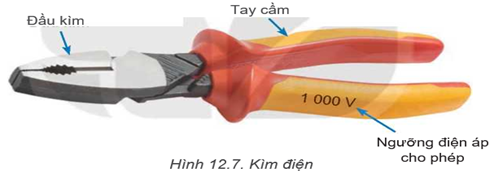 Đầu kìm
Tay cầm
1 000 V
Ngưỡng điện áp
cho phép
Hình 12.7. Kìm điện